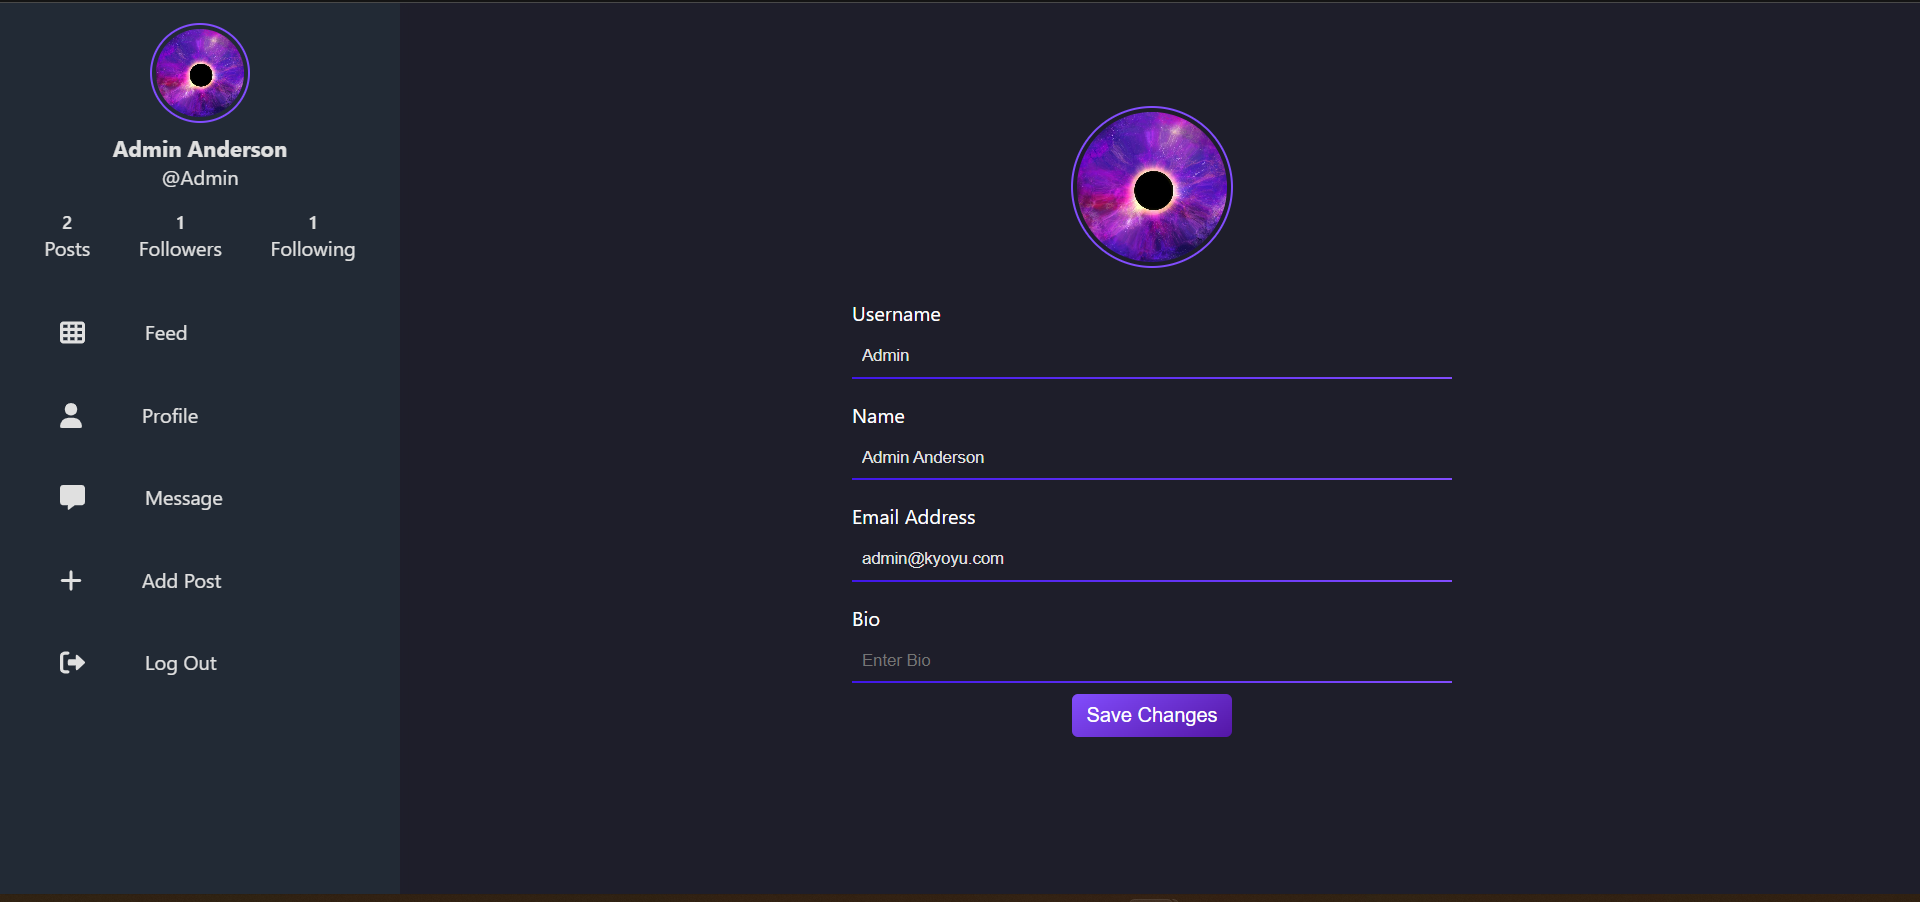 Admin Anderson
@Admin
2 1 1
Posts Followers Following
Feed
Profile
Message
Add Post
Log Out
Username
Admin
Name
Admin Anderson
Email Address
admin@kyoyu.com
Bio
Enter Bio
Save Changes